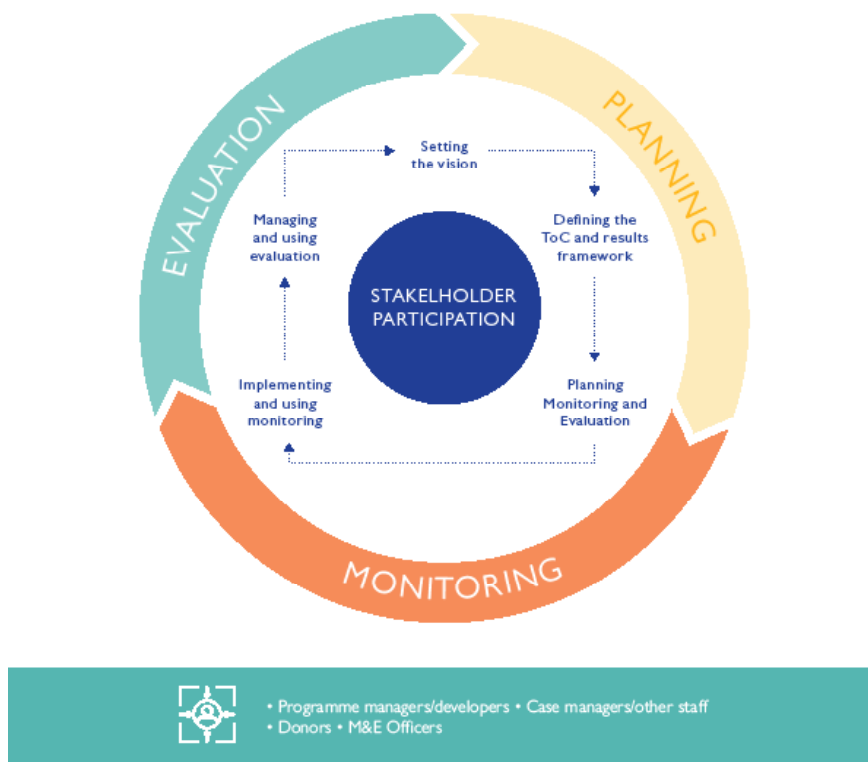 EVALUATION
PLANNING
Setting
the vision
Managing
and using
evaluation
Defining the
ToC and results
framework
STAKELHOLDER
PARTICIPATION
Implementing
and using
monitoring
Planning
Monitoring and
Evaluation
MONITORING
• Programme managers/developers • Case managers/other staff
• Donors • M&E Officers